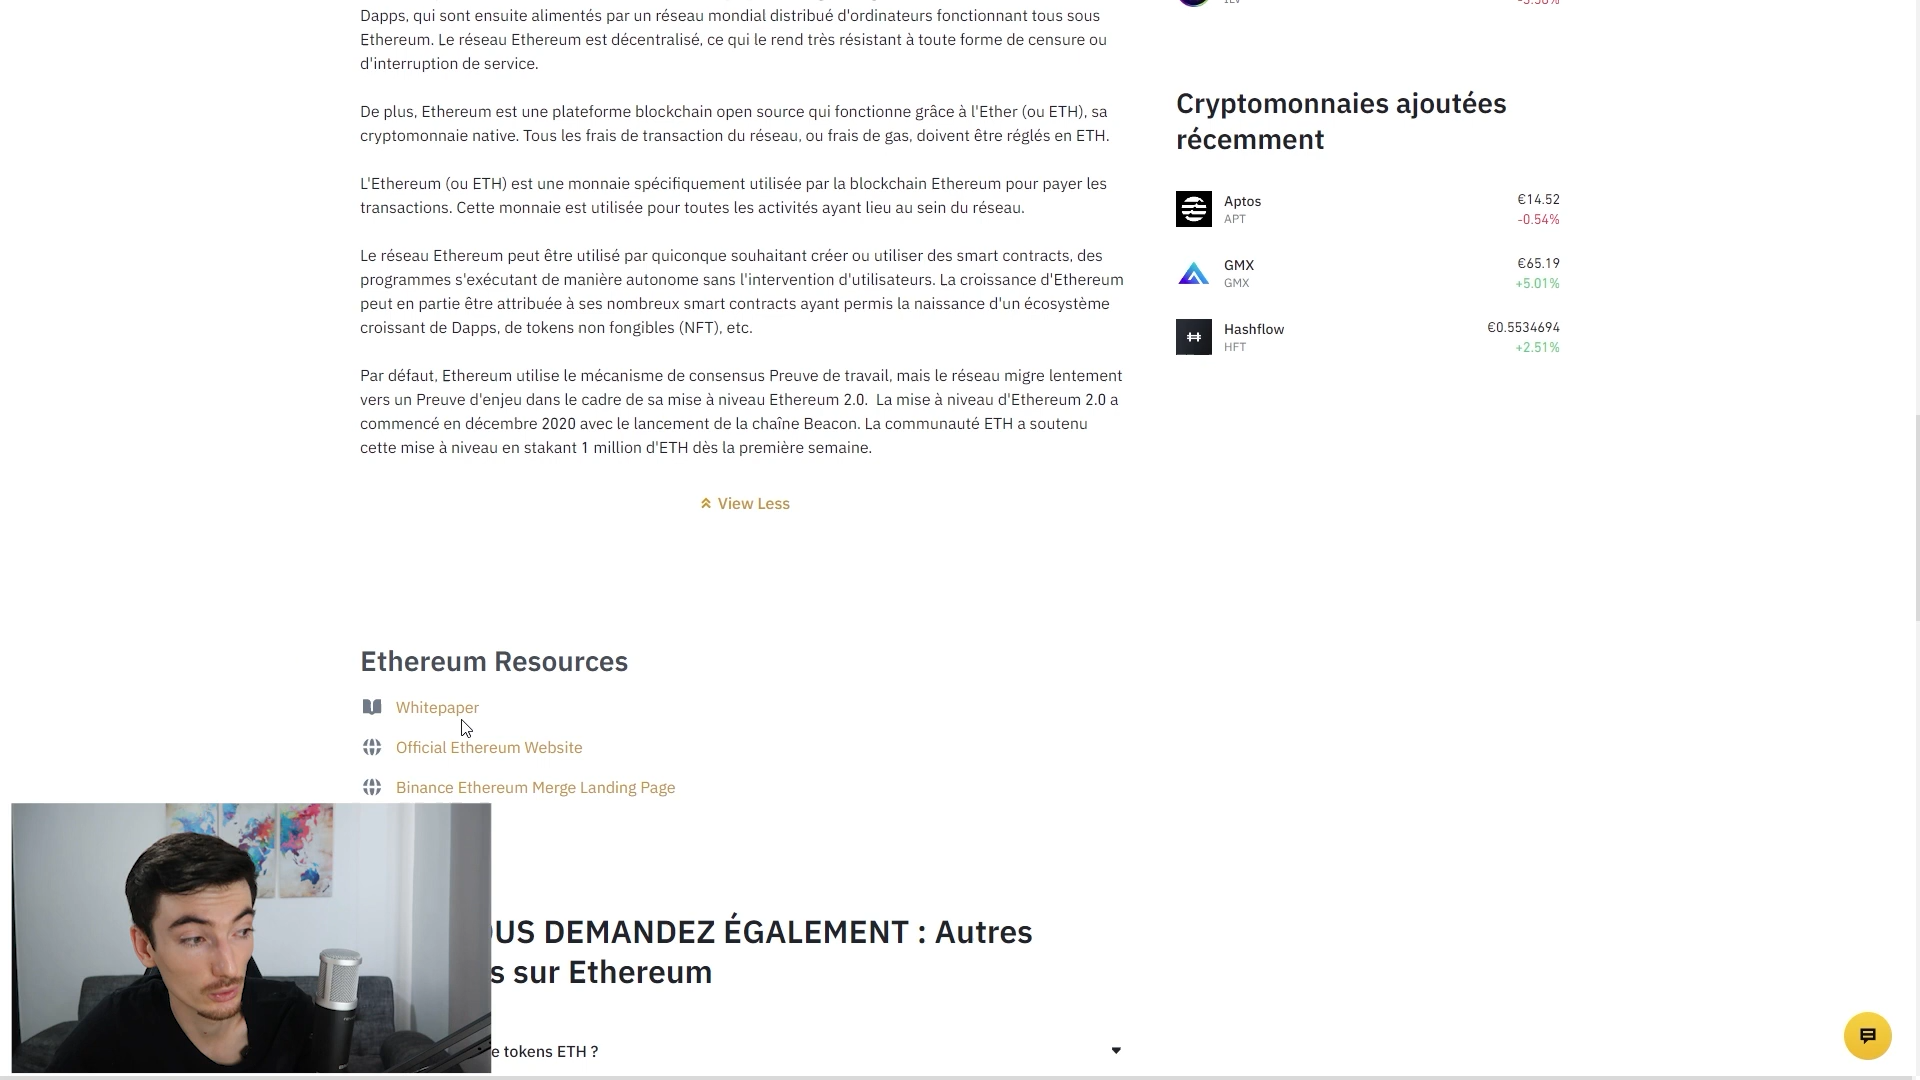 Dapps, qui sont ensuite alimentés par un réseau mondial distribué d'ordinateurs fonctionnant tous sous
Ethereum. Le réseau Ethereum est décentralisé, ce qui le rend très résistant à toute forme de censure ou
d'interruption de service.
De plus, Ethereum est une plateforme blockchain open source qui fonctionne grâce à l'Ether (ou ETH), sa
cryptomonnaie native. Tous les frais de transaction du réseau, ou frais de gas, doivent être réglés en ETH.
L'Ethereum (ou ETH) est une monnaie spécifiquement utilisée par la blockchain Ethereum pour payer les
transactions. Cette monnaie est utilisée pour toutes les activités ayant lieu au sein du réseau.
Le réseau Ethereum peut être utilisé par quiconque souhaitant créer ou utiliser des smart contracts, des
programmes s'exécutant de manière autonome sans l'intervention d'utilisateurs. La croissance d'Ethereum
peut en partie être attribuée à ses nombreux smart contracts ayant permis la naissance d'un écosystème
croissant de Dapps, de tokens non fongibles (NFT), etc.
Par défaut, Ethereum utilise le mécanisme de consensus Preuve de travail, mais le réseau migre lentement
vers un Preuve d'enjeu dans le cadre de sa mise à niveau Ethereum 2.0. La mise à niveau d'Ethereum 2.0 a
commencé en décembre 2020 avec le lancement de la chaîne Beacon. La communauté ETH a soutenu
cette mise à niveau en stakant 1 million d'ETH dès la première semaine.
View Less
Ethereum Resources
Whitepaper
Official Ethereum Website
Binance Ethereum Merge Landing Page
OUS DEMANDEZ ÉGALEMENT : Autres
s sur Ethereum
e tokens ETH ?
Cryptomonnaies ajoutées
récemment
Aptos €14.52
APT -0.54%
GMX €65.19
GMX +5.01%
Hashflow €0.5534694
HFT +2.51%